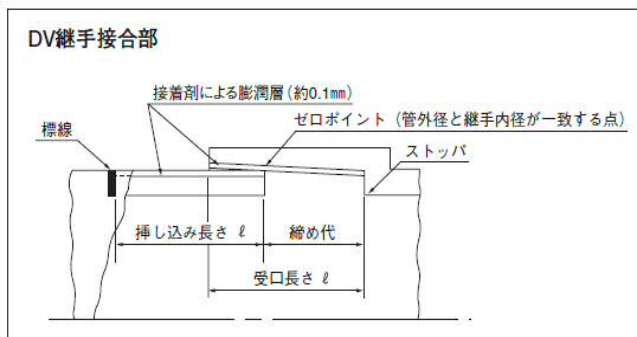 DV継手接合部
接着剤による膨潤層(約0.1㎜)
ゼロポイント(管外径と継手内径が一致する点)
標線
ストッパ
挿し込み長さ ℓ
締め代
受口長さ ℓ